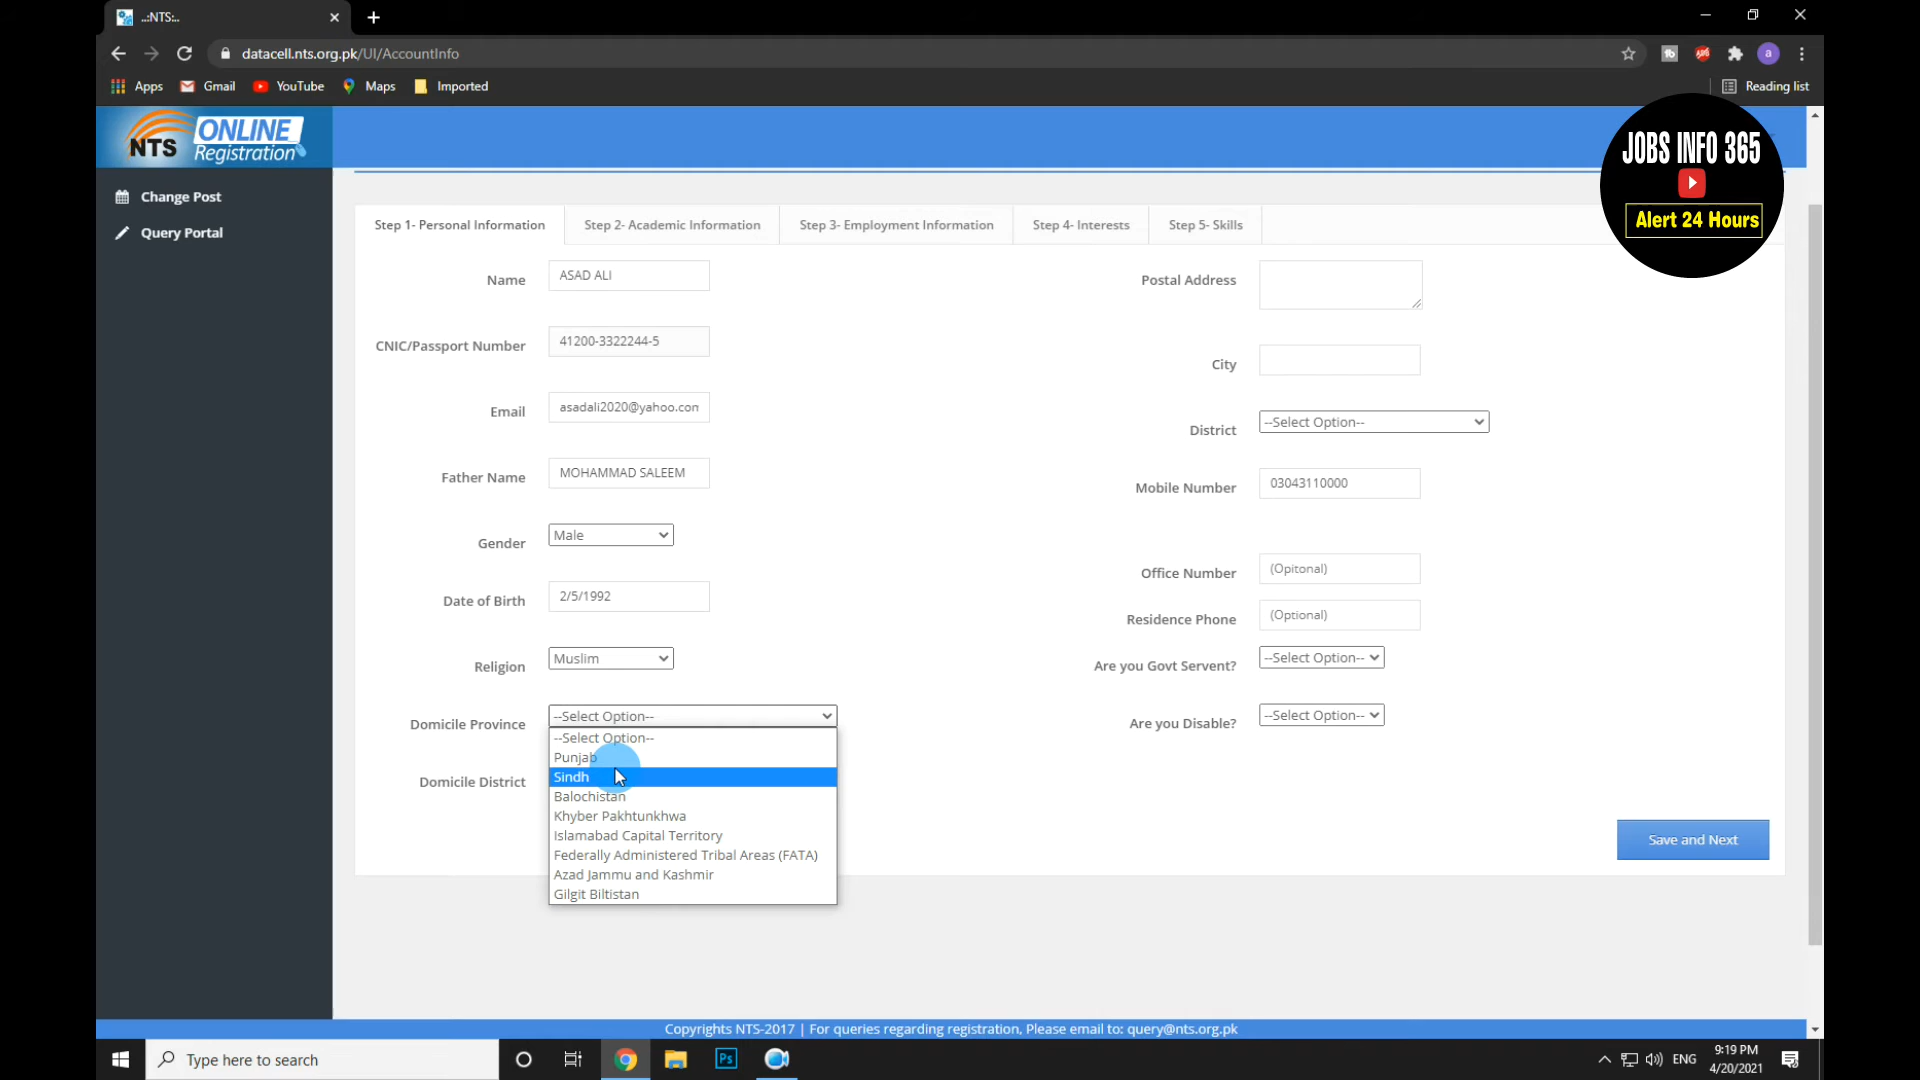 ..:NTS:..
datacell.nts.org.pk/UI/AccountInfo
a
Apps
Gmail
YouTube
Maps
Imported
Reading list
NTS ONLINE Registration
JOBS INFO 365
Alert 24 Hours
Change Post
Query Portal
Step 1- Personal Information
Step 2- Academic Information
Step 3- Employment Information
Step 4- Interests
Step 5- Skills
Name
ASAD ALI
CNIC/Passport Number
41200-3322244-5
Email
asadali2020@yahoo.com
Father Name
MOHAMMAD SALEEM
Gender
Male
Date of Birth
2/5/1992
Religion
Muslim
Domicile Province
--Select Option--
--Select Option--
Punjab
Sindh
Balochistan
Khyber Pakhtunkhwa
Islamabad Capital Territory
Federally Administered Tribal Areas (FATA)
Azad Jammu and Kashmir
Gilgit Biltistan
Domicile District
Postal Address
City
District
--Select Option--
Mobile Number
03043110000
Office Number
(Opitonal)
Residence Phone
(Optional)
Are you Govt Servent?
--Select Option--
Are you Disable?
--Select Option--
Save and Next
Copyrights NTS-2017 | For queries regarding registration, Please email to: query@nts.org.pk
Type here to search
Ps
ENG
9:19 PM
4/20/2021